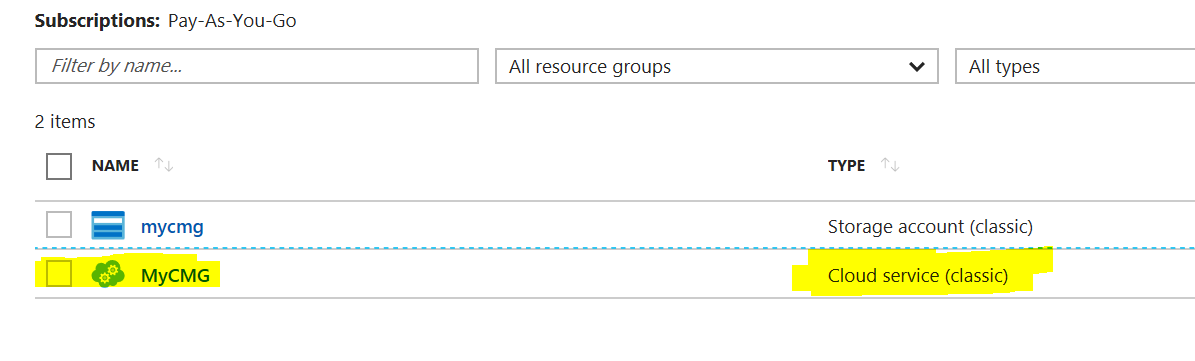 Subscriptions: Pay-As-You-Go
Filter by name... All resource groups All types
2 items
NAME TYPE
mycmg Storage account (classic)
MyCMG Cloud service (classic)